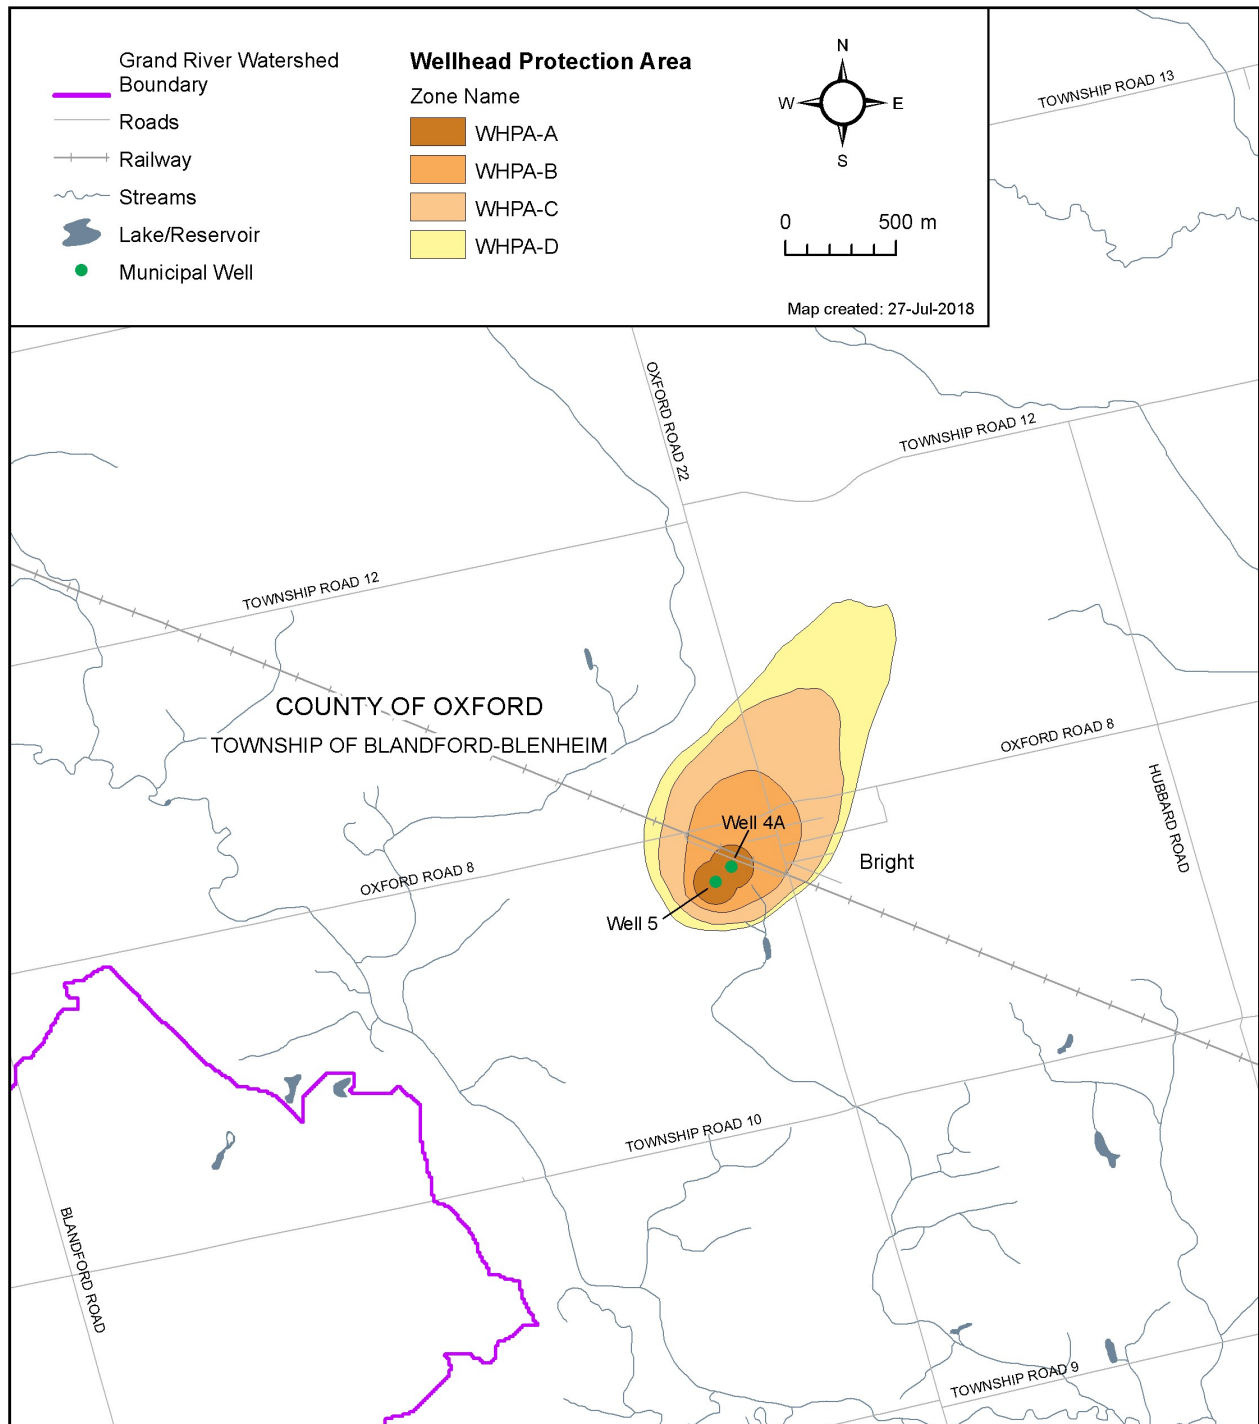 Grand River Watershed
Boundary
Roads
Railway
Streams
Lake/Reservoir
Municipal Well
Wellhead Protection Area
Zone Name
WHPA-A
WHPA-B
WHPA-C
WHPA-D
N
W
E
S
0 500 m
Map created: 27-Jul-2018
TOWNSHIP ROAD 13
OXFORD ROAD 22
TOWNSHIP ROAD 12
TOWNSHIP ROAD 12
COUNTY OF OXFORD
TOWNSHIP OF BLANDFORD-BLENHEIM
OXFORD ROAD 8
HUBBARD ROAD
Well 4A
Bright
OXFORD ROAD 8
Well 5
TOWNSHIP ROAD 10
BLANDFORD ROAD
TOWNSHIP ROAD 9